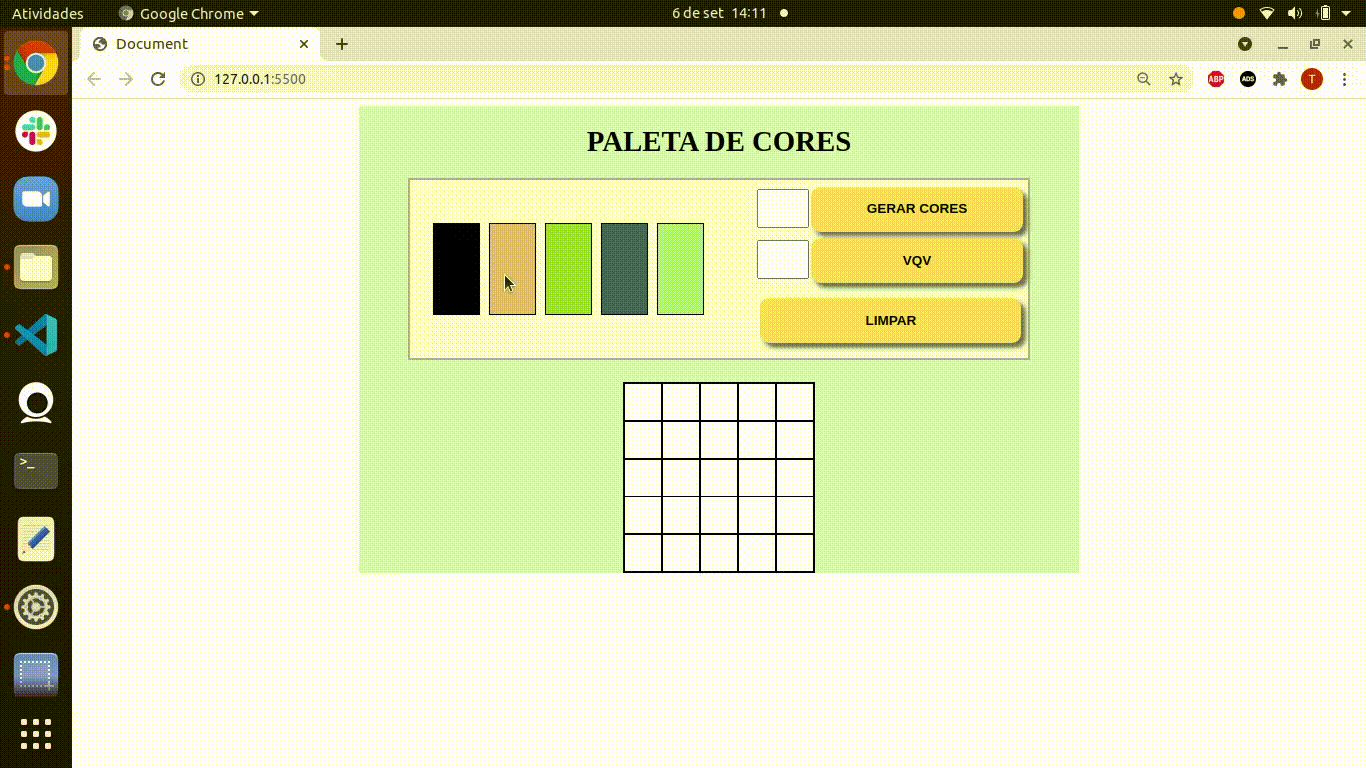 Atividades
Google Chrome
6 de set 14:11
Document
127.0.0.1:5500
ABP
ADS
T
PALETA DE CORES
GERAR CORES
VQV
LIMPAR
>_